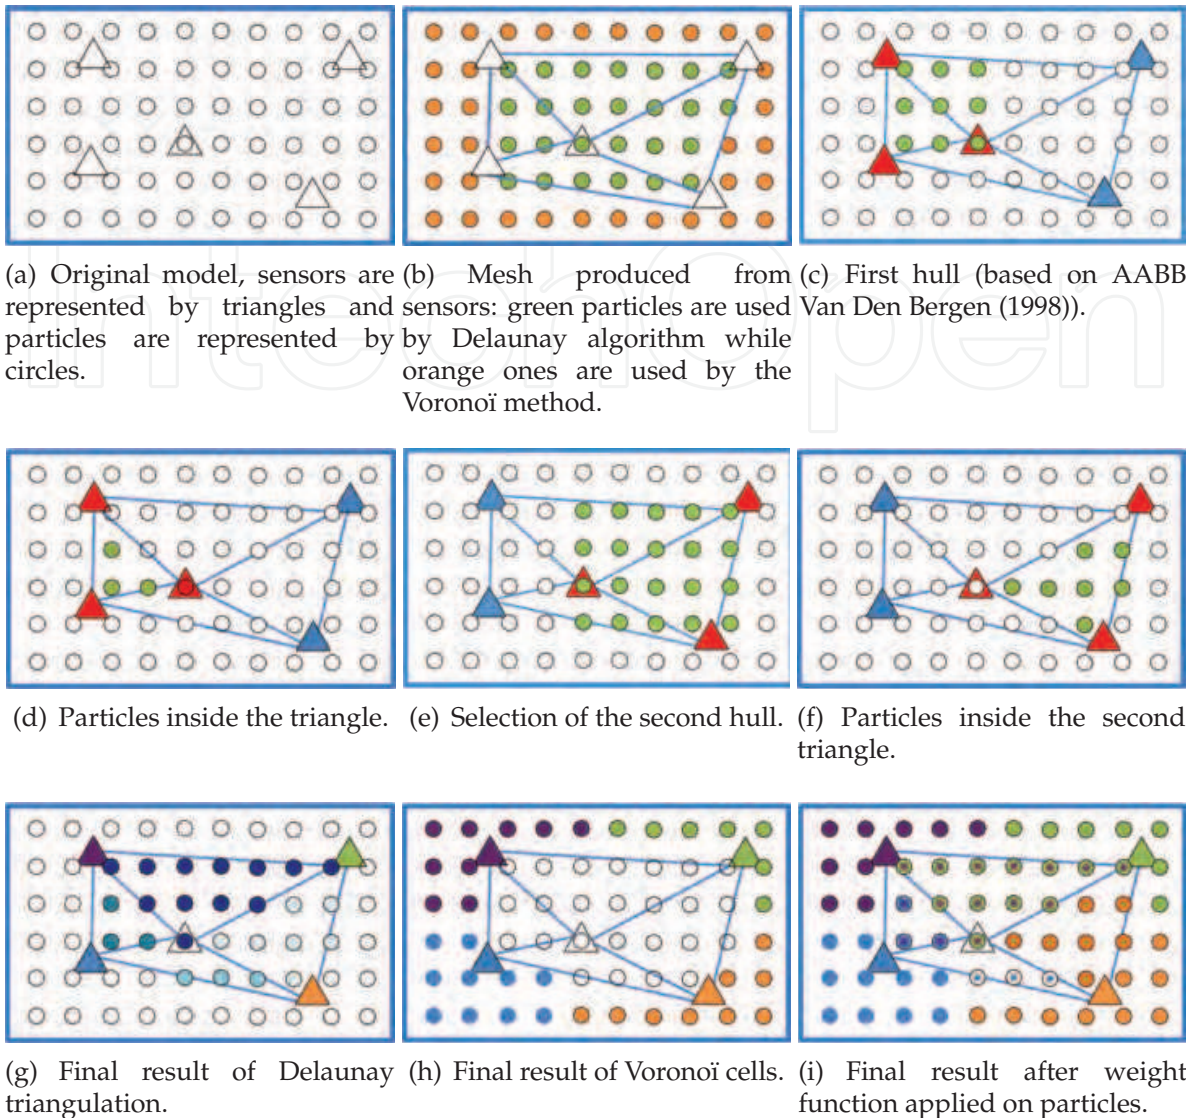 (a) Original model, sensors are
represented by triangles and
particles are represented by
circles.
(b) Mesh produced from
sensors: green particles are used
by Delaunay algorithm while
orange ones are used by the
Voronoï method.
(c) First hull (based on AABB
Van Den Bergen (1998)).
(d) Particles inside the triangle.
(e) Selection of the second hull.
(f) Particles inside the second
triangle.
(g) Final result of Delaunay
triangulation.
(h) Final result of Voronoï cells.
(i) Final result after weight
function applied on particles.
IntechOpen